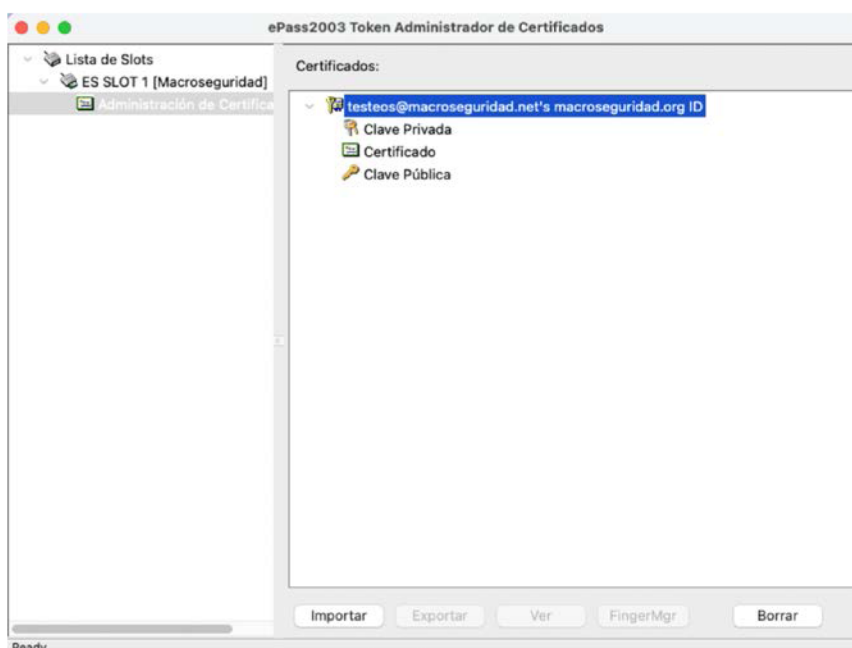 ePass2003 Token Administrador de Certificados
Lista de Slots
ES SLOT 1 [Macroseguridad]
Administración de Certifica
Certificados:
testeos@macroseguridad.net's macroseguridad.org ID
Clave Privada
Certificado
Clave Pública
Importar
Exportar
Ver
FingerMgr
Borrar
Ready